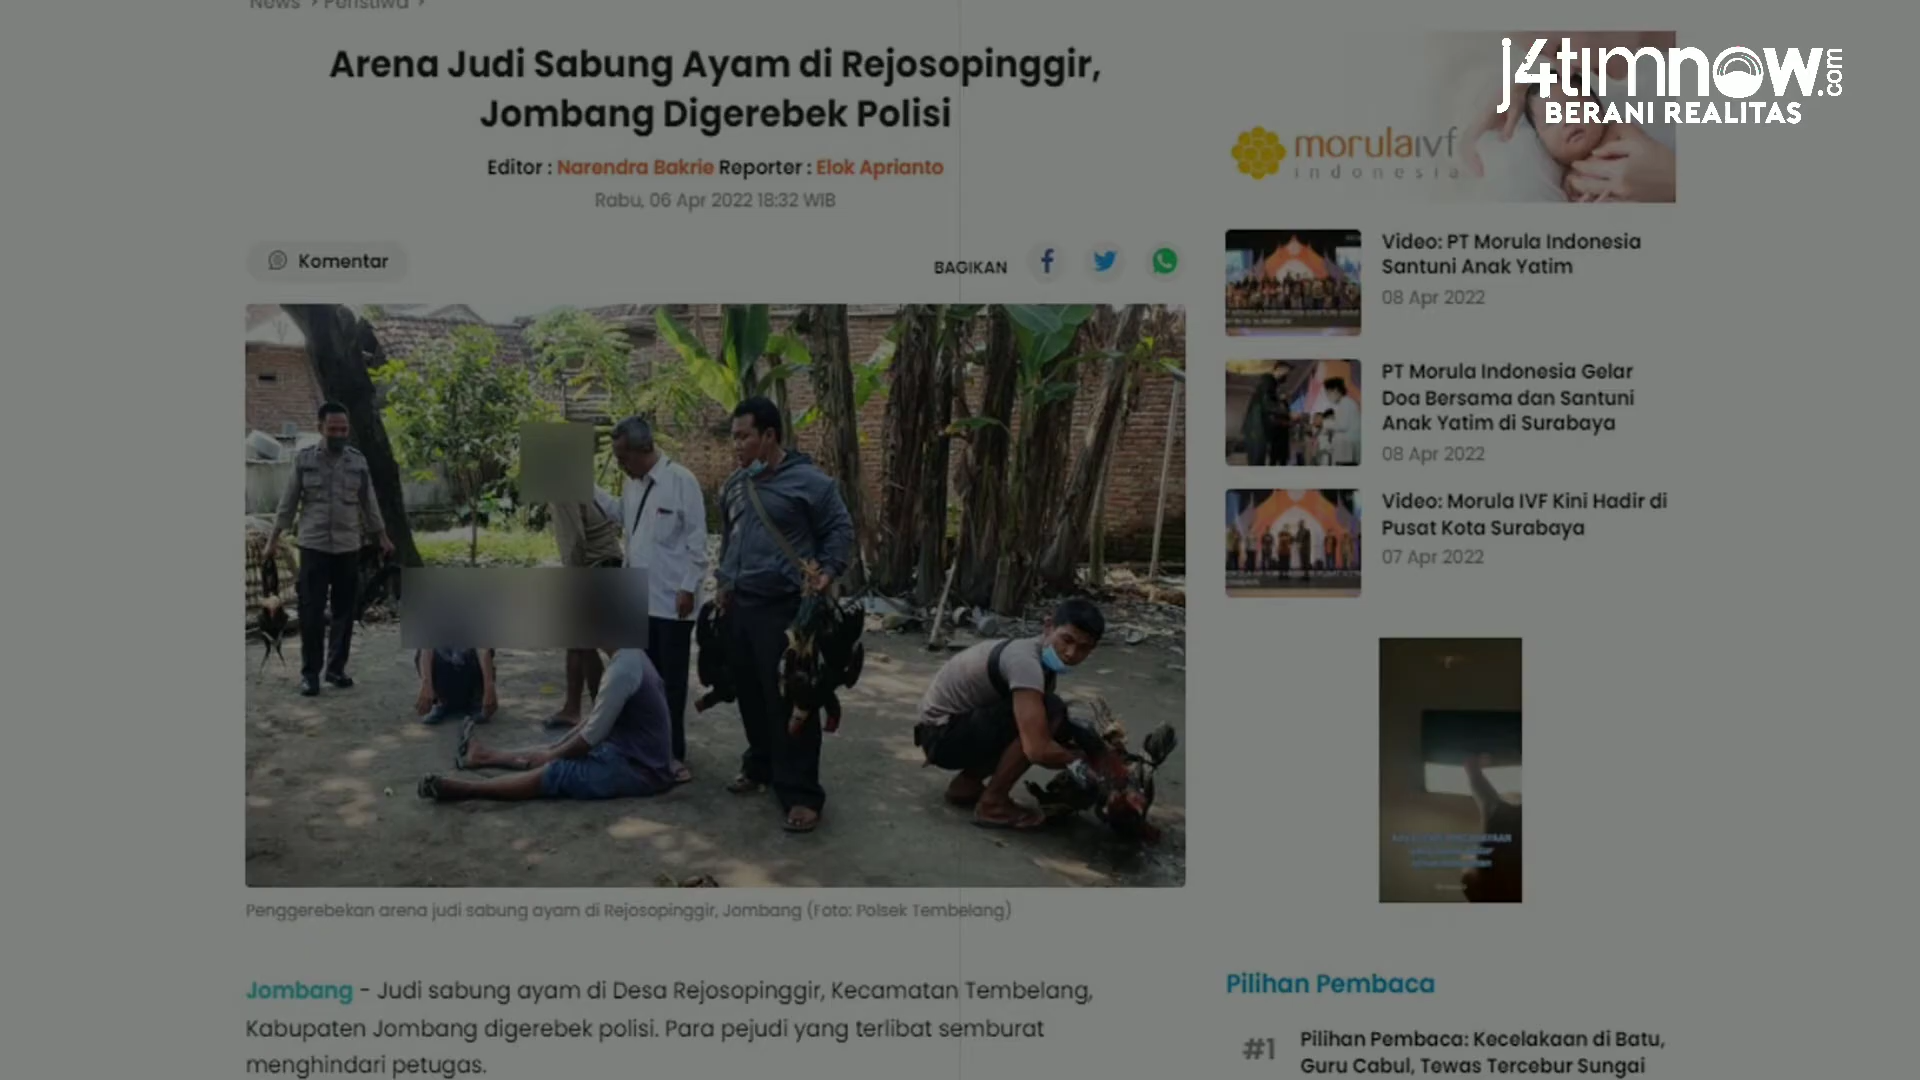 News > Peristiwa >
Arena Judi Sabung Ayam di Rejosopinggir,
Jombang Digerebek Polisi
Editor : Narendra Bakrie Reporter : Elok Aprianto
Rabu, 06 Apr 2022 18:32 WIB
Komentar
BAGIKAN
Penggerebekan arena judi sabung ayam di Rejosopinggir, Jombang (Foto: Polsek Tembelang)
Jombang - Judi sabung ayam di Desa Rejosopinggir, Kecamatan Tembelang,
Kabupaten Jombang digerebek polisi. Para pejudi yang terlibat semburat
menghindari petugas.
j4timnow.com
BERANI REALITAS
morula IVF
indonesia
Video: PT Morula Indonesia
Santuni Anak Yatim
08 Apr 2022
PT Morula Indonesia Gelar
Doa Bersama dan Santuni
Anak Yatim di Surabaya
08 Apr 2022
Video: Morula IVF Kini Hadir di
Pusat Kota Surabaya
07 Apr 2022
Pilihan Pembaca
#1
Pilihan Pembaca: Kecelakaan di Batu,
Guru Cabul, Tewas Tercebur Sungai